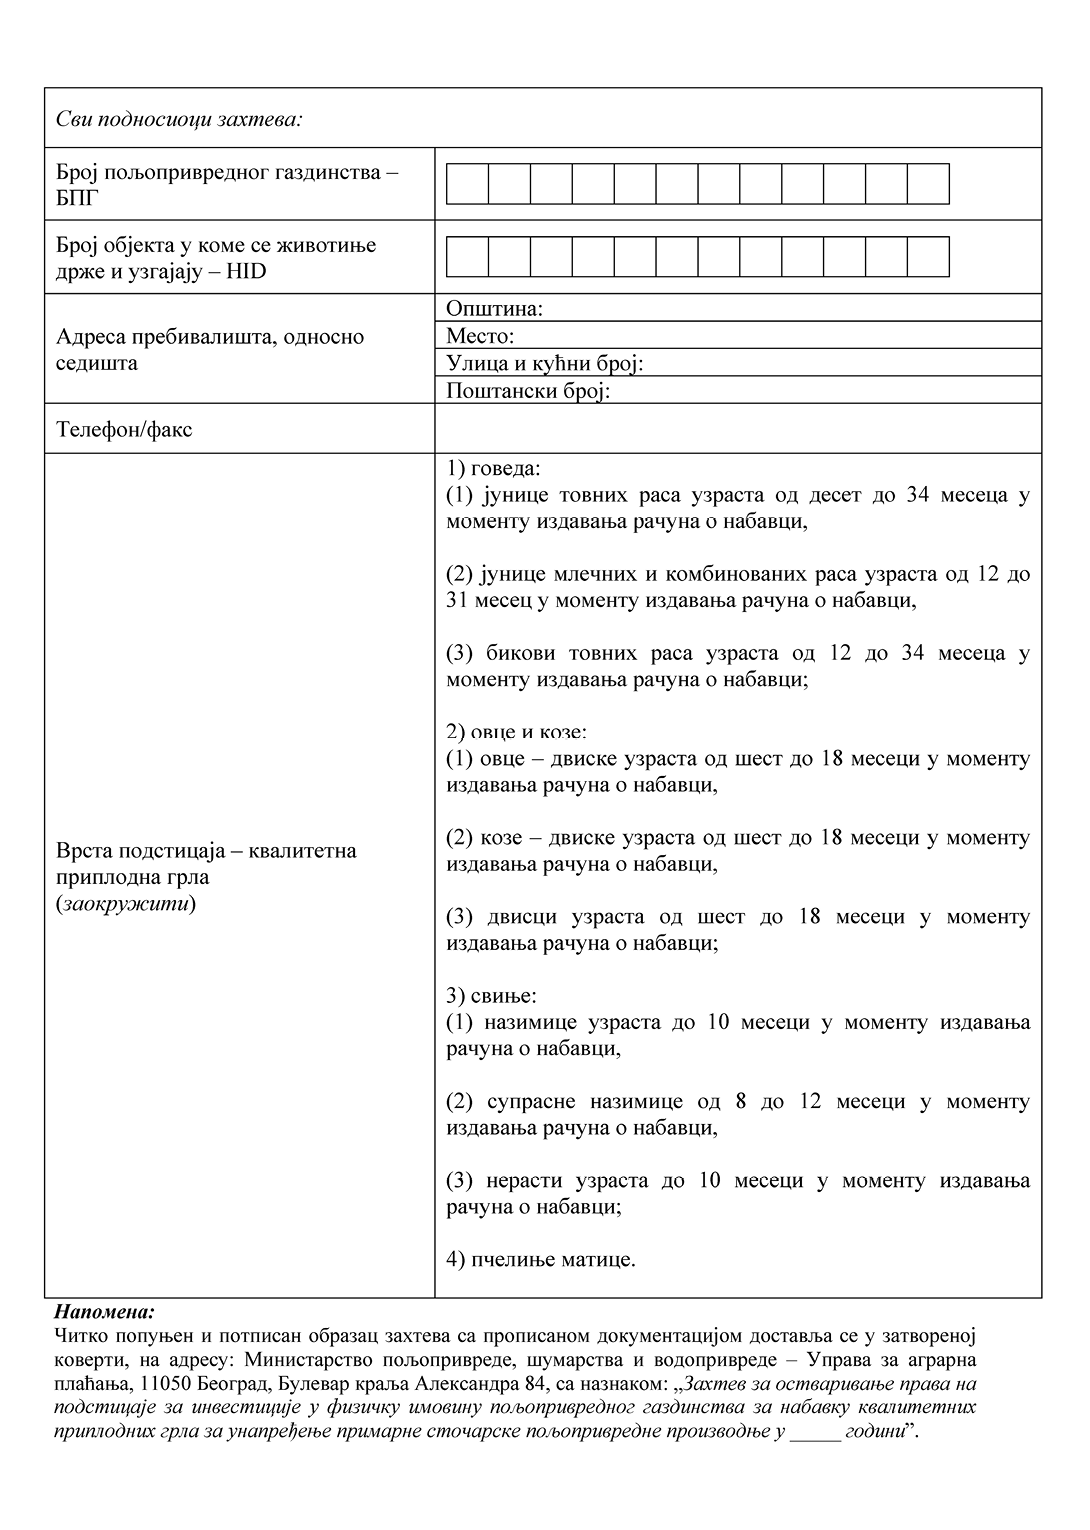 Сви подносиоци захтева:
Број пољопривредног газдинства –
БПГ
Број објекта у коме се животиње
држе и узгајају – HID
Адреса пребивалишта, односно
седишта
Општина:
Место:
Улица и кућни број:
Поштански број:
Телефон/факс
Врста подстицаја – квалитетна
приплодна грла
(заокружити)
1) говеда:
(1) јунице товних раса узраста од десет до 34 месеца у
моменту издавања рачуна о набавци,
(2) јунице млечних и комбинованих раса узраста од 12 до
31 месец у моменту издавања рачуна о набавци,
(3) бикови товних раса узраста од 12 до 34 месеца у
моменту издавања рачуна о набавци;
2) овце и козе:
(1) овце – двиске узраста од шест до 18 месеци у моменту
издавања рачуна о набавци,
(2) козе – двиске узраста од шест до 18 месеци у моменту
издавања рачуна о набавци,
(3) двисци узраста од шест до 18 месеци у моменту
издавања рачуна о набавци;
3) свиње:
(1) назимице узраста до 10 месеци у моменту издавања
рачуна о набавци,
(2) супрасне назимице од 8 до 12 месеци у моменту
издавања рачуна о набавци,
(3) нерасти узраста до 10 месеци у моменту издавања
рачуна о набавци;
4) пчелиње матице.
Напомена:
Читко попуњен и потписан образац захтева са прописаном документацијом доставља се у затвореној
коверти, на адресу: Министарство пољопривреде, шумарства и водопривреде – Управа за аграрна
плаћања, 11050 Београд, Булевар краља Александра 84, са назнаком: „Захтев за остваривање права на
подстицаје за инвестиције у физичку имовину пољопривредног газдинства за набавку квалитетних
приплодних грла за унапређење примарне сточарске пољопривредне производње у _____ години”.